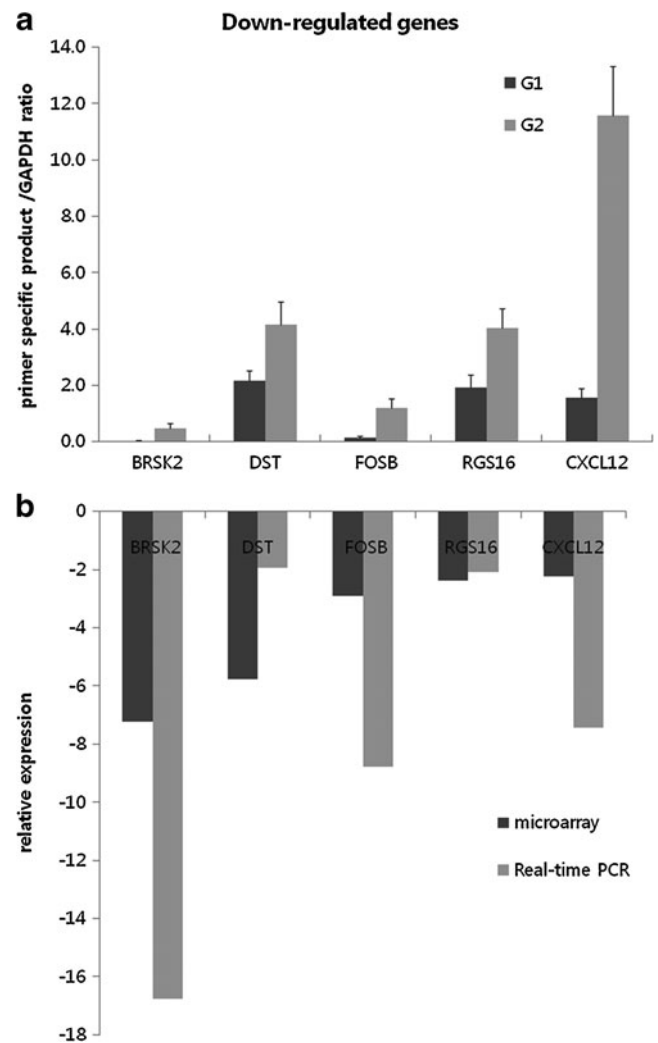 a
Down-regulated genes
primer specific product /GAPDH ratio
14.0
12.0
10.0
8.0
6.0
4.0
2.0
0.0
G1
G2
BRSK2 DST FOSB RGS16 CXCL12
b
relative expression
0
-2
-4
-6
-8
-10
-12
-14
-16
-18
BRSK2 DST FOSB RGS16 CXCL12
microarray
Real-time PCR